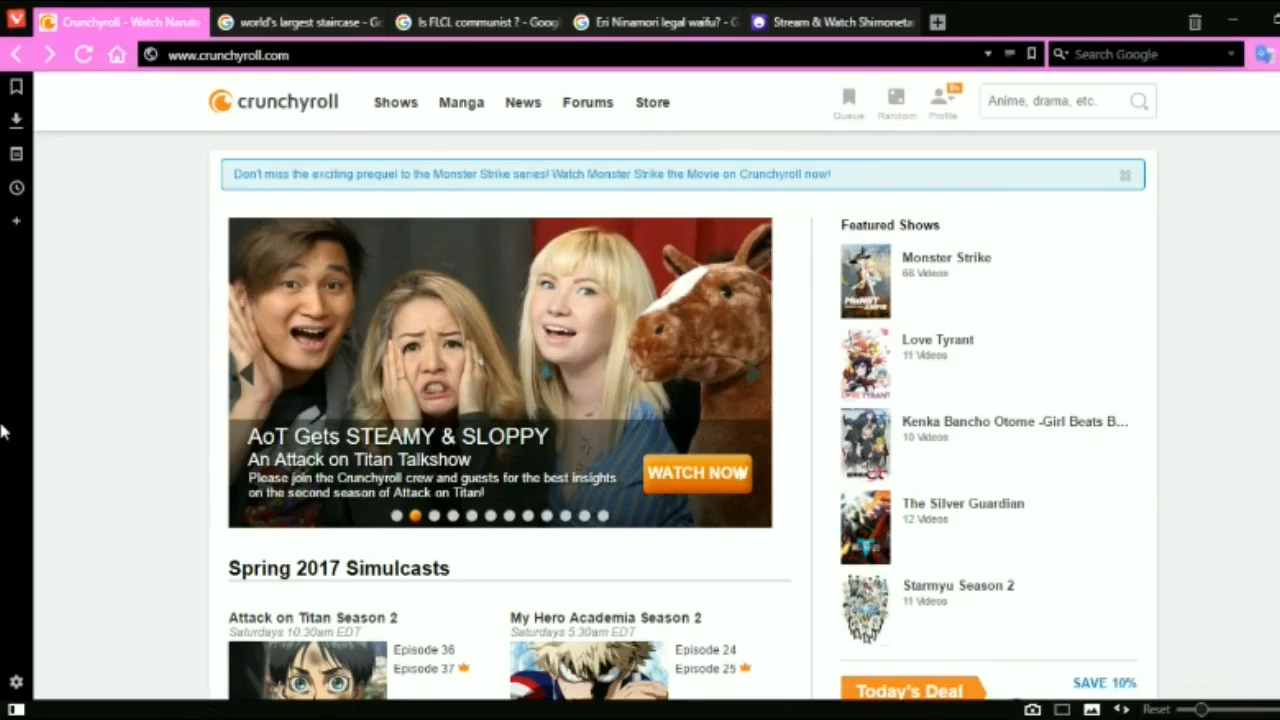 Crunchyroll - Watch Naruto
world's largest staircase - Go
Is FLCL communist ? - Goog
Eri Ninamori legal waifu? - G
Stream & Watch Shimoneta
www.crunchyroll.com
Search Google
crunchyroll
Shows
Manga
News
Forums
Store
Queue
Random
Profile
9+
Anime, drama, etc.
Don't miss the exciting prequel to the Monster Strike series! Watch Monster Strike the Movie on Crunchyroll now!
AoT Gets STEAMY & SLOPPY
An Attack on Titan Talkshow
Please join the Crunchyroll crew and guests for the best insights
on the second season of Attack on Titan!
WATCH NOW
Featured Shows
Monster Strike
66 Videos
Love Tyrant
11 Videos
Kenka Bancho Otome -Girl Beats B...
10 Videos
The Silver Guardian
12 Videos
Starmyu Season 2
11 Videos
Spring 2017 Simulcasts
Attack on Titan Season 2
Saturdays 10:30am EDT
Episode 36
Episode 37
My Hero Academia Season 2
Saturdays 5:30am EDT
Episode 24
Episode 25
Today's Deal
SAVE 10%
Reset